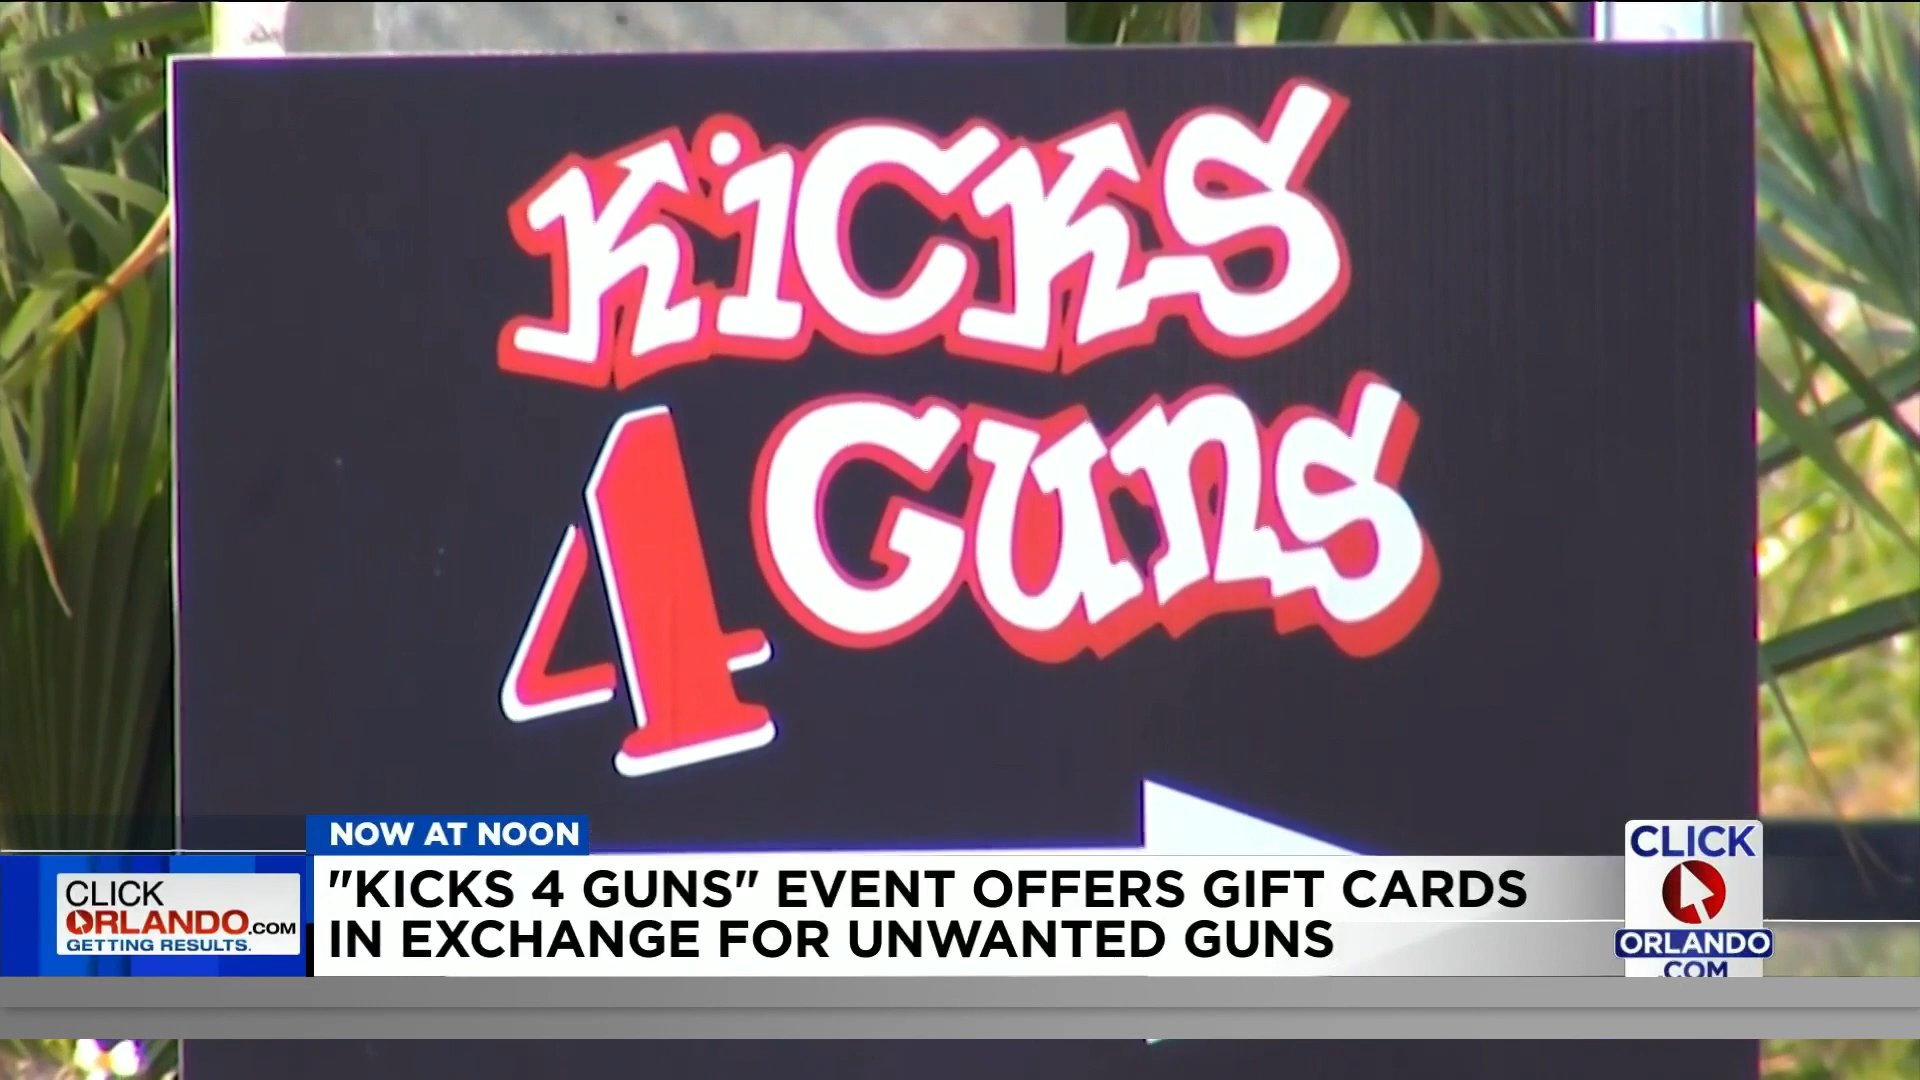 KiCKS
4 Guns
NOW AT NOON
"KICKS 4 GUNS" EVENT OFFERS GIFT CARDS
IN EXCHANGE FOR UNWANTED GUNS
CLICK
ORLANDO.COM
GETTING RESULTS.
CLICK
ORLANDO
.COM